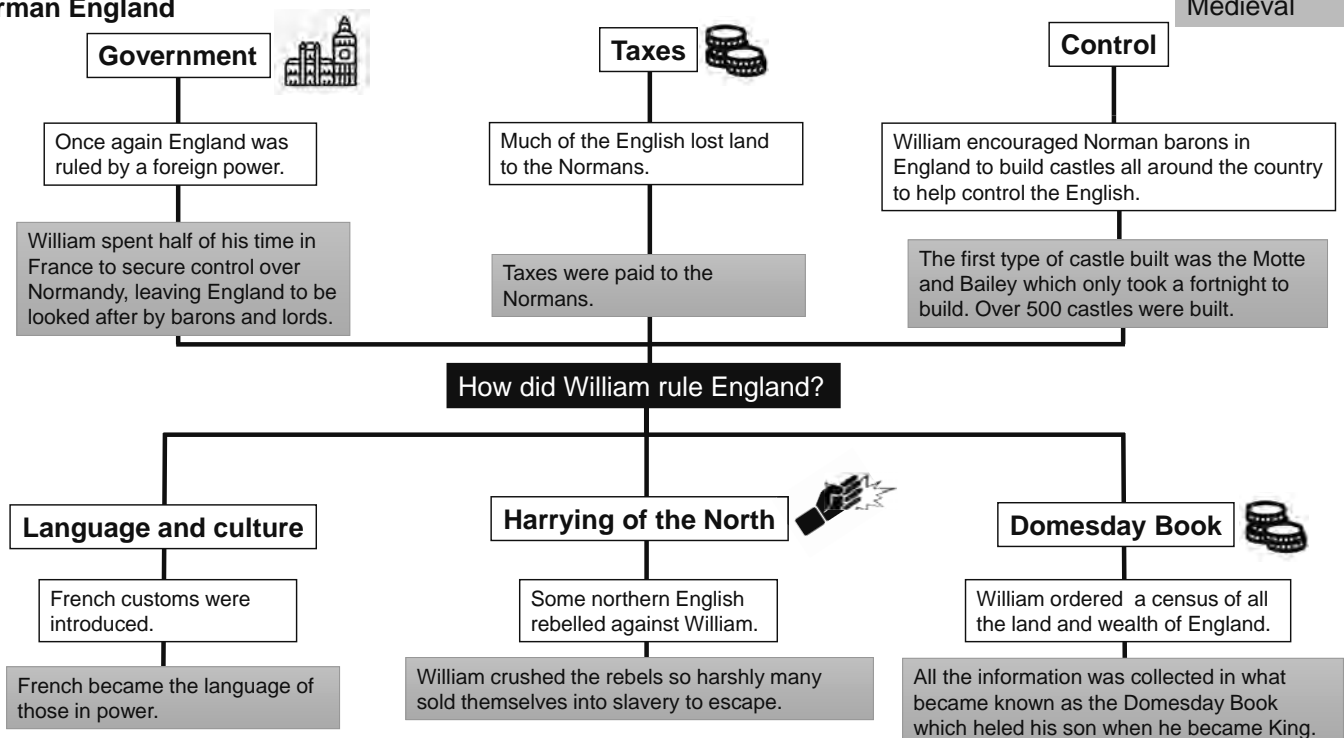 rman England
Medieval
Government
Once again England was
ruled by a foreign power.
William spent half of his time in
France to secure control over
Normandy, leaving England to be
looked after by barons and lords.
Taxes
Much of the English lost land
to the Normans.
Taxes were paid to the
Normans.
Control
William encouraged Norman barons in
England to build castles all around the country
to help control the English.
The first type of castle built was the Motte
and Bailey which only took a fortnight to
build. Over 500 castles were built.
How did William rule England?
Language and culture
French customs were
introduced.
French became the language of
those in power.
Harrying of the North
Some northern English
rebelled against William.
William crushed the rebels so harshly many
sold themselves into slavery to escape.
Domesday Book
William ordered a census of all
the land and wealth of England.
All the information was collected in what
became known as the Domesday Book
which heled his son when he became King.